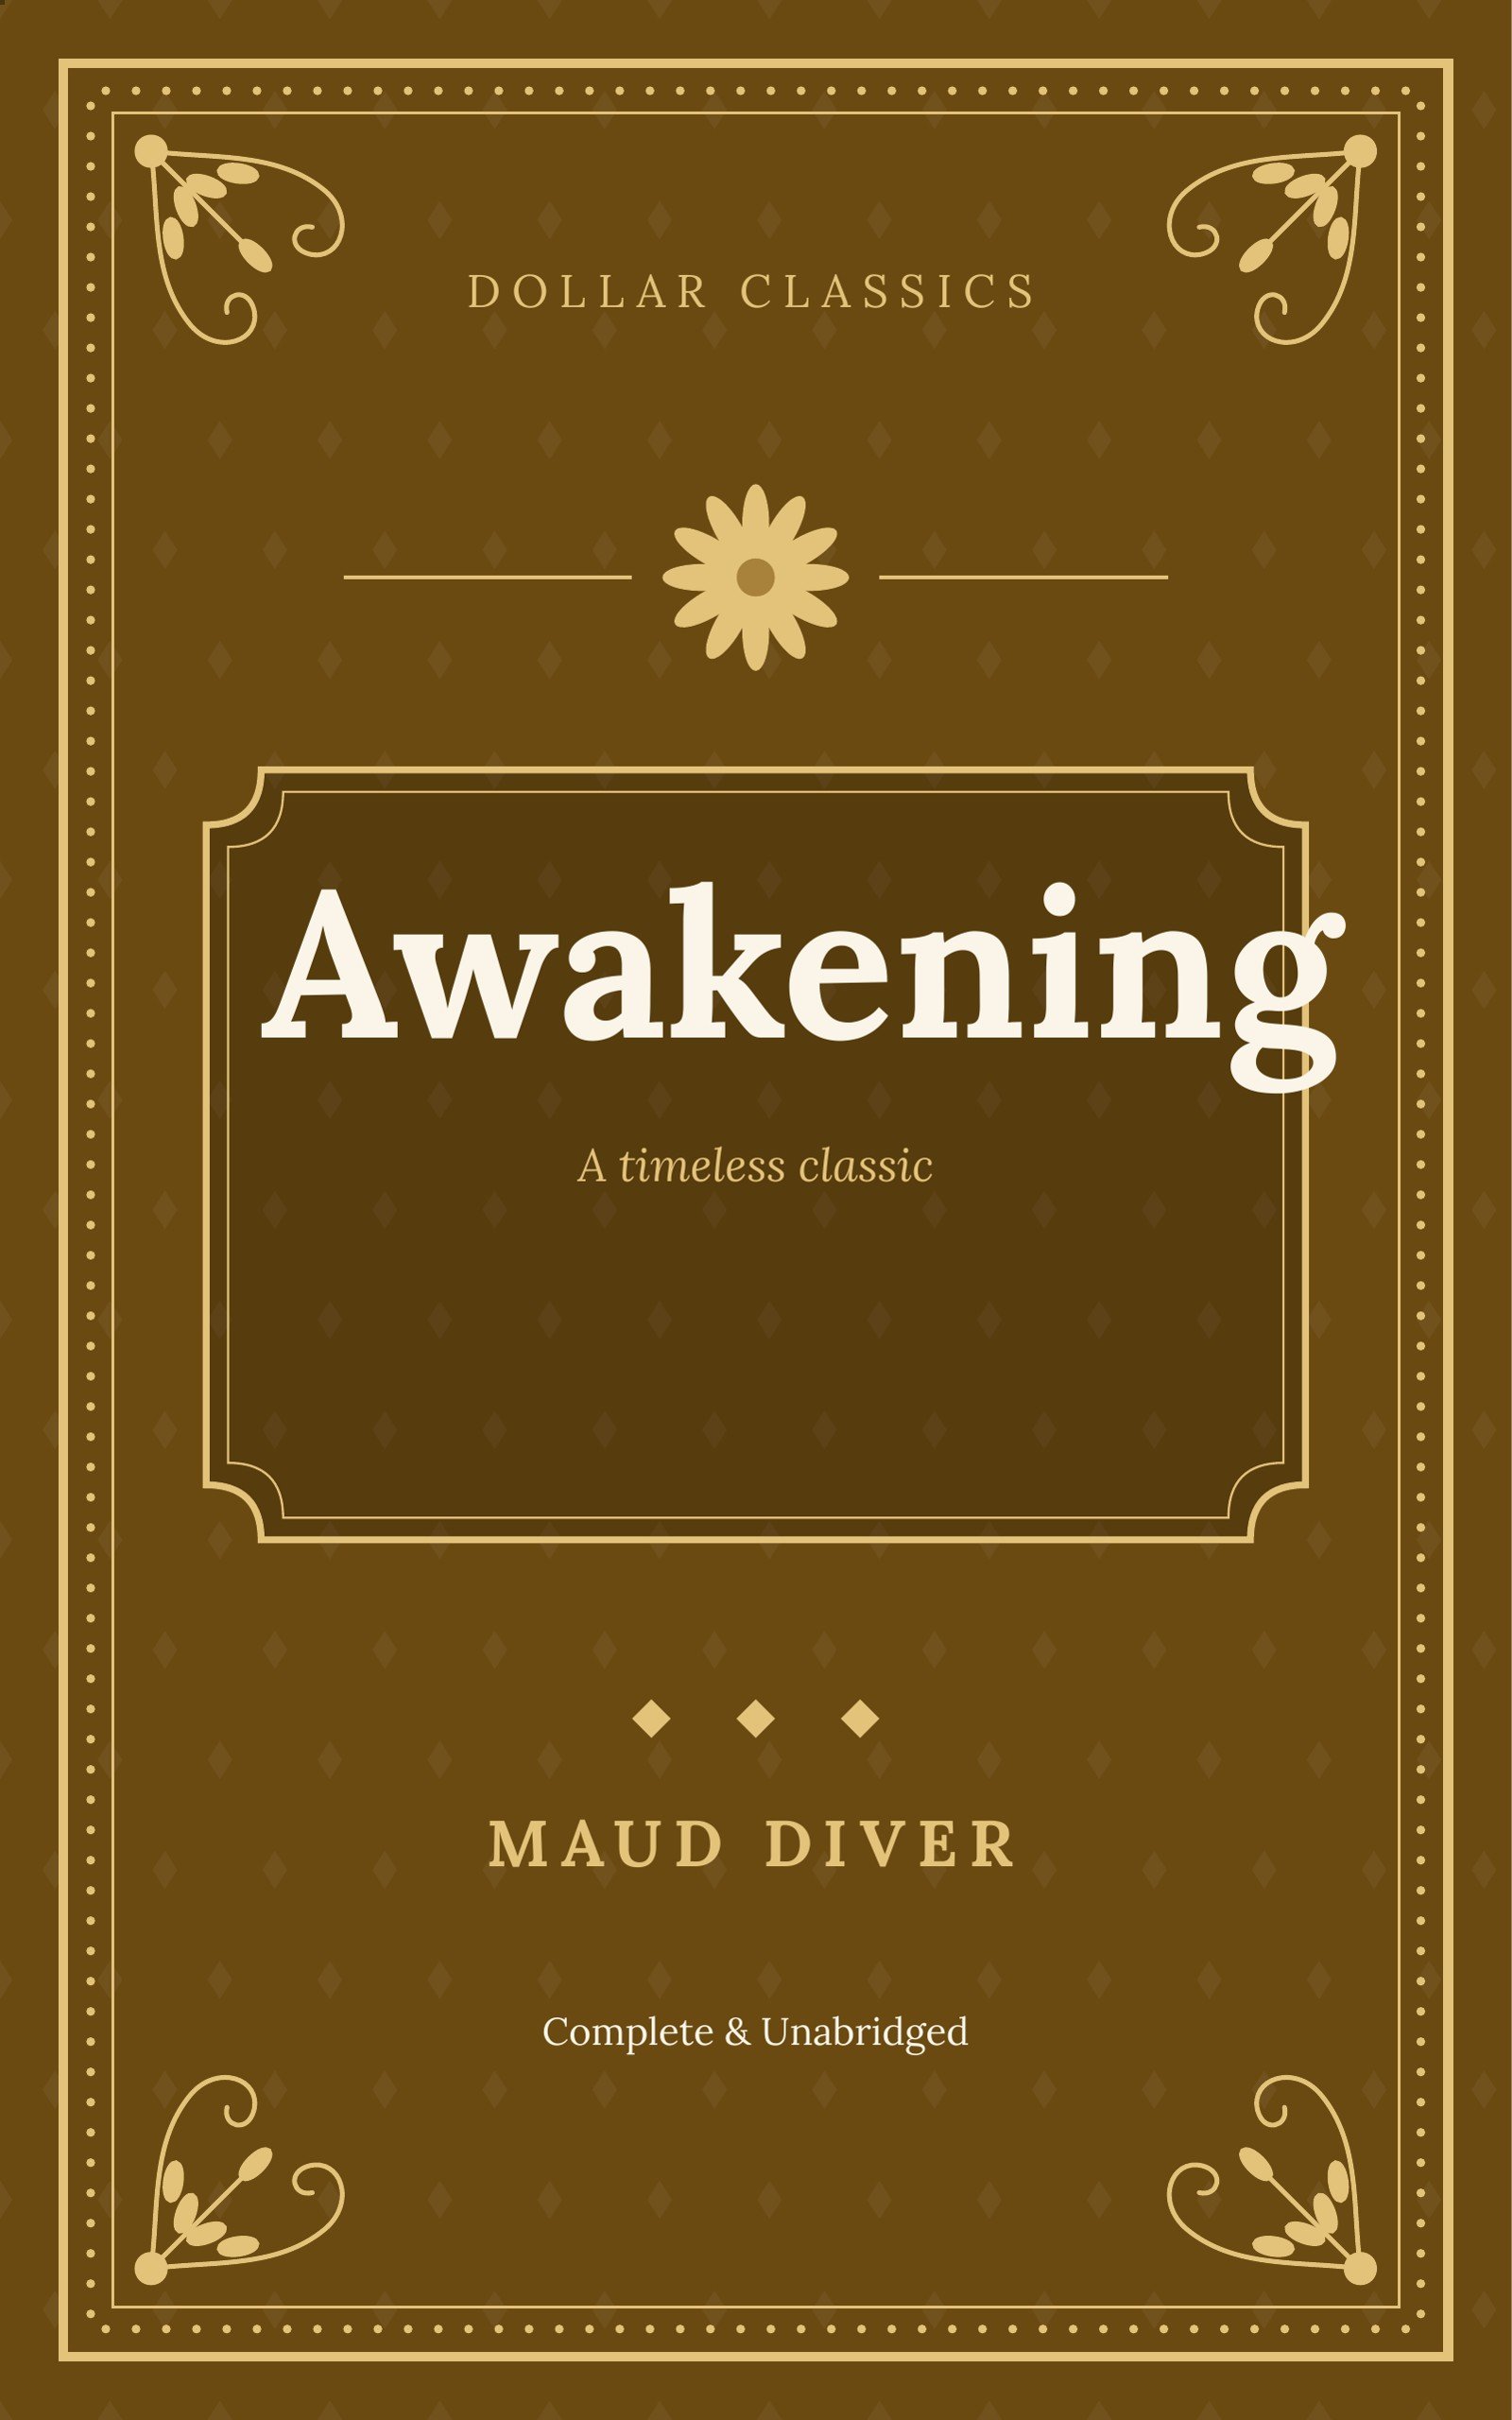 DOLLAR CLASSICS
Awakening
A timeless classic
MAUD DIVER
Complete & Unabridged